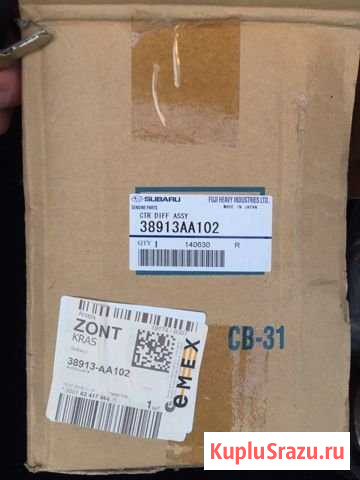 SUBARU
FUJI HEAVY INDUSTRIES LTD.
GENUINE PARTS
MADE IN JAPAN
CTR DIFF ASSY
38913AA102
QTY 1 140630 R
CB-31
ZONT
KRAS
38913-AA102
1
emex
KupluSrazu.ru